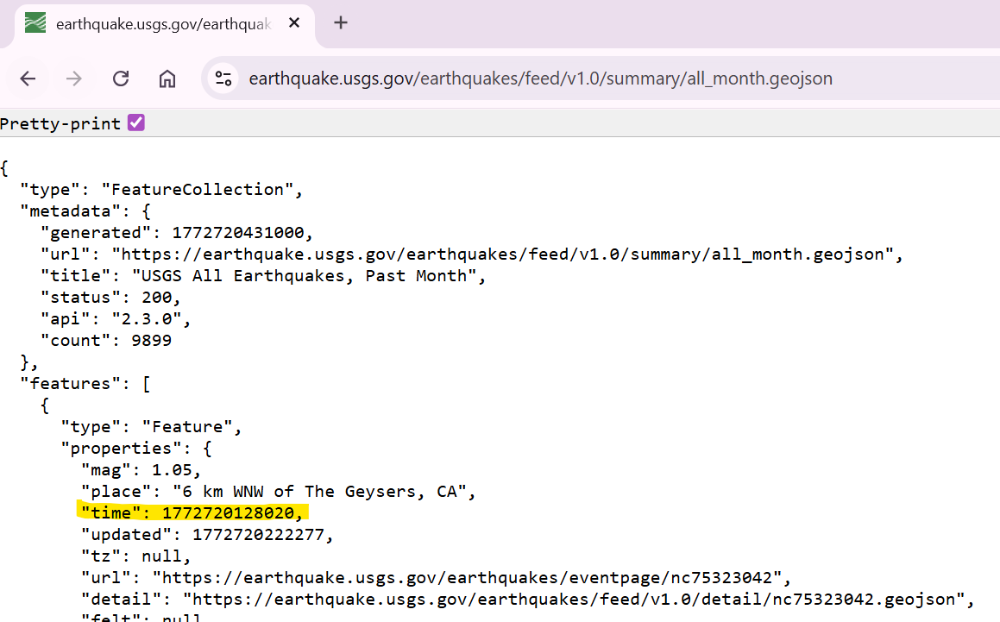 earthquake.usgs.gov/earthquak
earthquake.usgs.gov/earthquakes/feed/v1.0/summary/all_month.geojson
Pretty-print
{
"type": "FeatureCollection",
"metadata": {
"generated": 1772720431000,
"url": "https://earthquake.usgs.gov/earthquakes/feed/v1.0/summary/all_month.geojson",
"title": "USGS All Earthquakes, Past Month",
"status": 200,
"api": "2.3.0",
"count": 9899
},
"features": [
{
"type": "Feature",
"properties": {
"mag": 1.05,
"place": "6 km WNW of The Geysers, CA",
"time": 1772720128020,
"updated": 1772720222277,
"tz": null,
"url": "https://earthquake.usgs.gov/earthquakes/eventpage/nc75323042",
"detail": "https://earthquake.usgs.gov/earthquakes/feed/v1.0/detail/nc75323042.geojson",
"felt": null